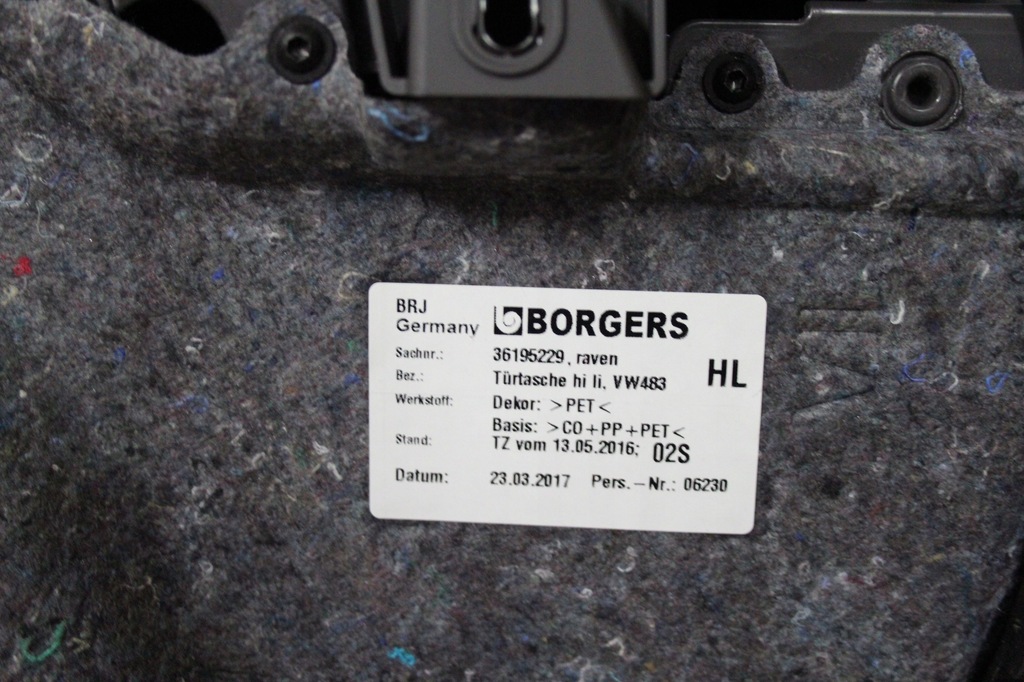 BRJ
Germany BORGERS
Sachnr.: 36195229, raven
HL
Bez.: Türtasche hi li, VW483
Werkstoff: Dekor: >PET<
Basis: >CO+PP+PET<
Stand: TZ vom 13.05.2016; 02S
Datum: 23.03.2017 Pers.-Nr.: 06230